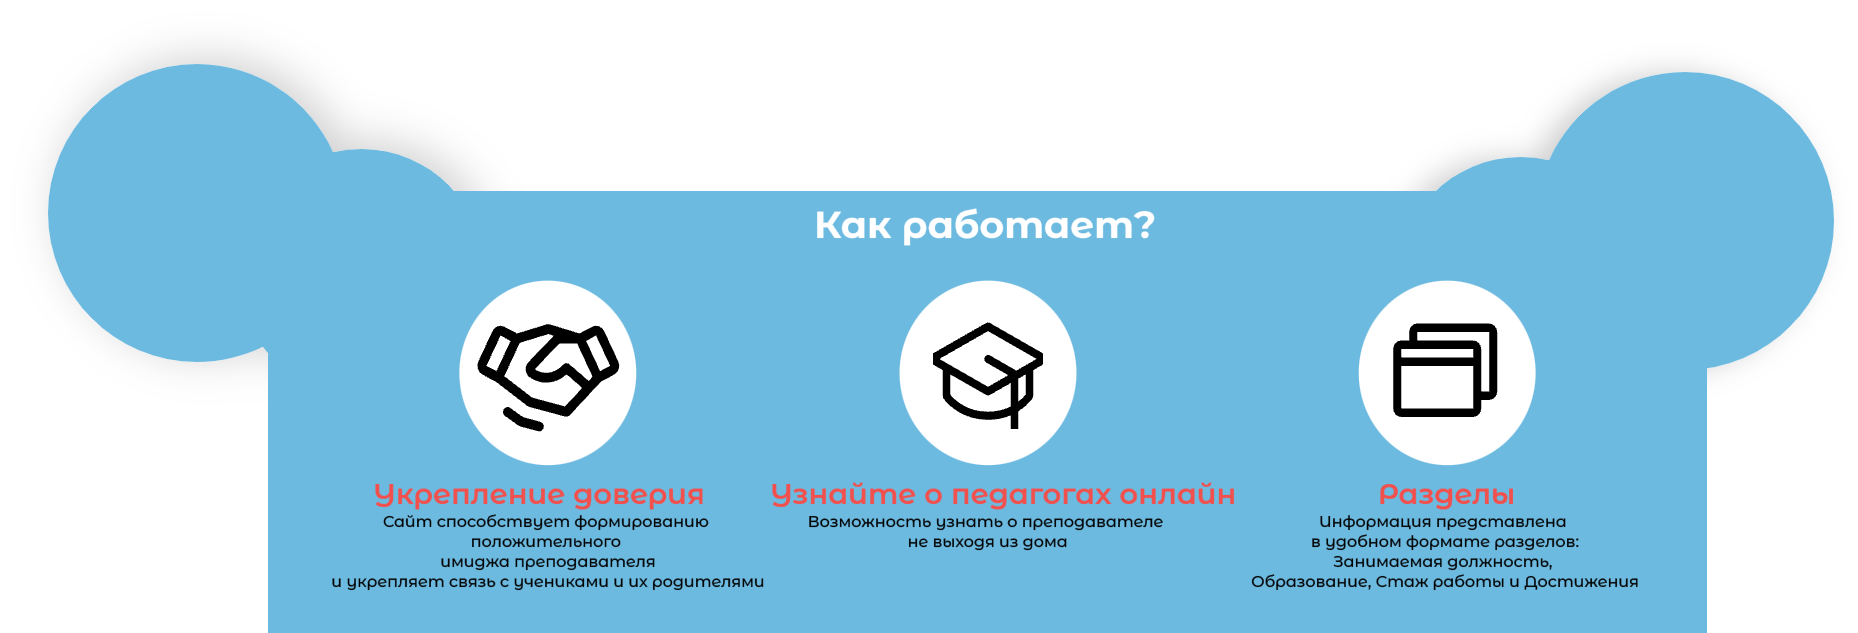 Как работает?
Укрепление доверия
Сайт способствует формированию
положительного
имиджа преподавателя
и укрепляет связь с учениками и их родителями
Узнайте о педагогах онлайн
Возможность узнать о преподавателе
не выходя из дома
Разделы
Информация представлена
в удобном формате разделов:
Занимаемая должность,
Образование, Стаж работы и Достижения